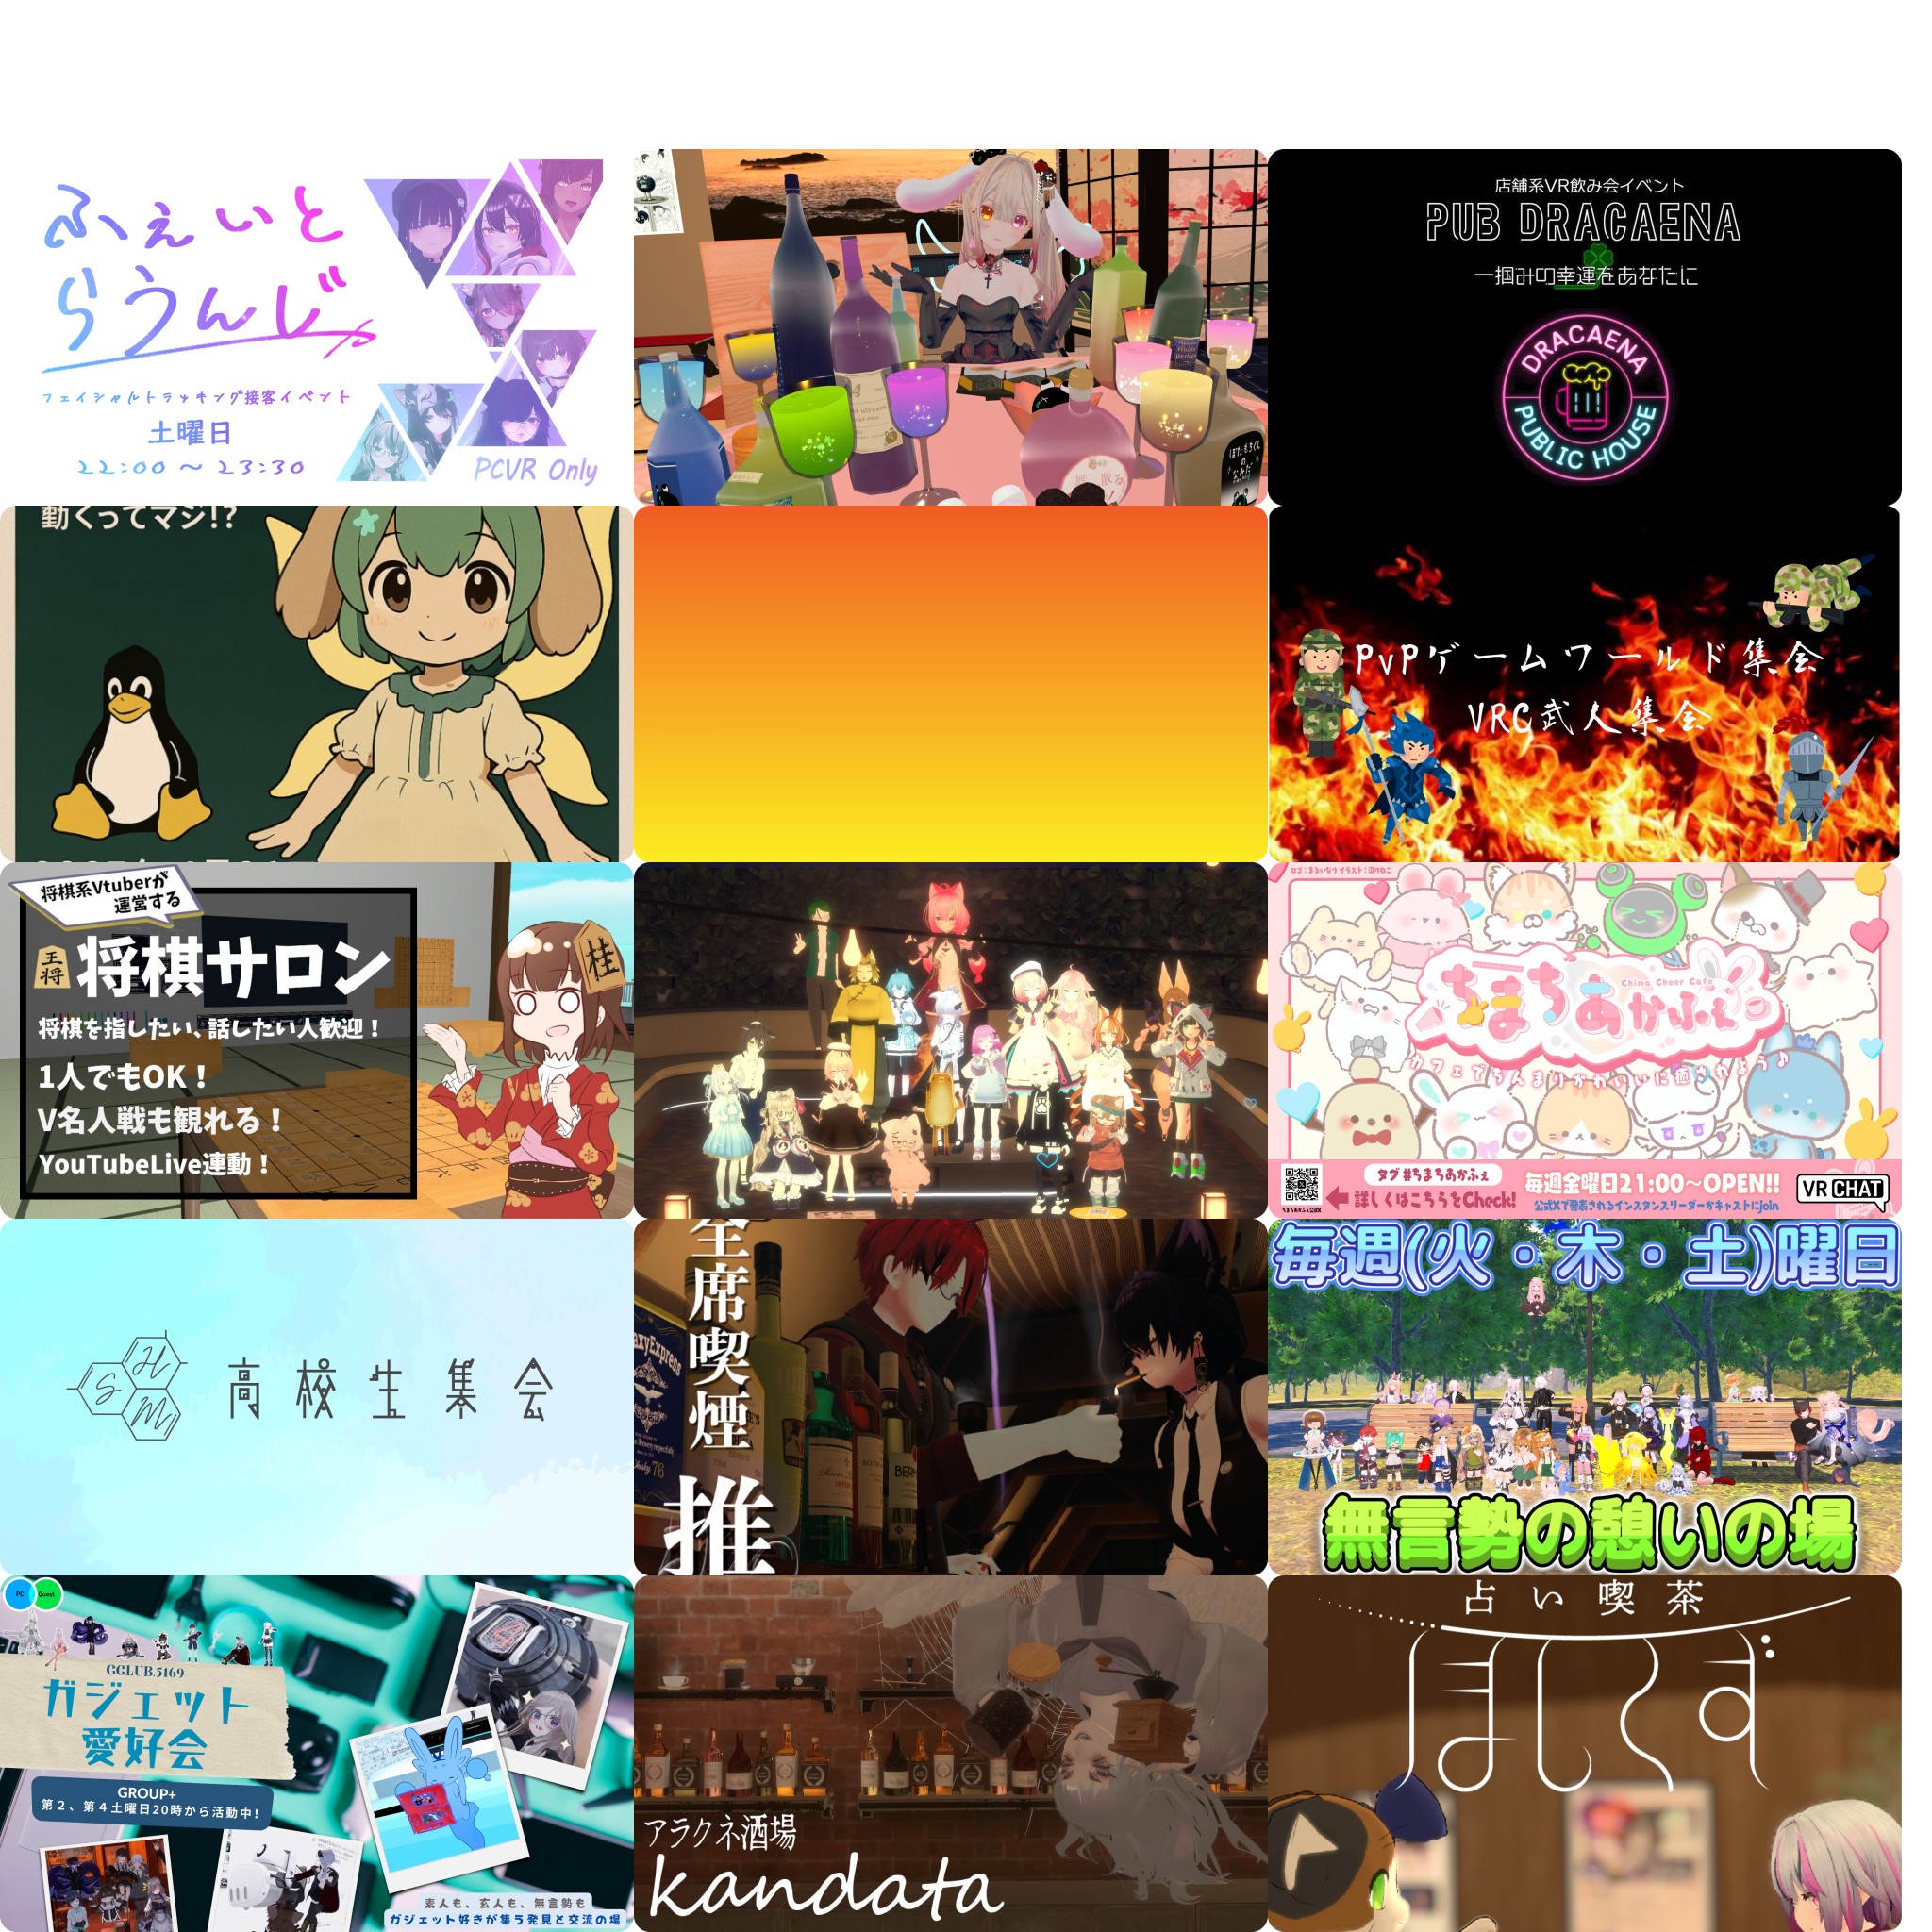 ふぇいと
らうんじ
フェイシャルトラッキング接客イベント
土曜日
22:00 〜 23:30
PCVR Only
店舗系VR飲み会イベント
PUB DRACAENA
一掴みの幸運をあなたに
DRACAENA
PUBLIC HOUSE
動くってマジ!?
PvPゲームワールド集会
VRC武人集会
将棋系Vtuberが
運営する
王将
将棋サロン
桂
将棋を指したい、話したい人歓迎！
1人でもOK！
V名人戦も観れる！
YouTubeLive連動！
Chima Cheer Cafe
ちまちあかふぇ
カフェでちんまりかわいいに癒されよう♪
タグ #ちまちあかふぇ
詳しくはこちらをCheck!
毎週金曜日21:00〜OPEN!!
公式Xで発表されるインスタンスリーダーかキャストにjoin
VR CHAT
HSM
高校生集会
全席喫煙
推
毎週(火・木・土)曜日
無言勢の憩いの場
PC
Quest
GCLUB.5169
ガジェット
愛好会
GROUP+
第２、第４土曜日20時から活動中！
素人も、玄人も、無言勢も
ガジェット好きが集う発見と交流の場
アラクネ酒場
kandata
占い喫茶
ほしくず